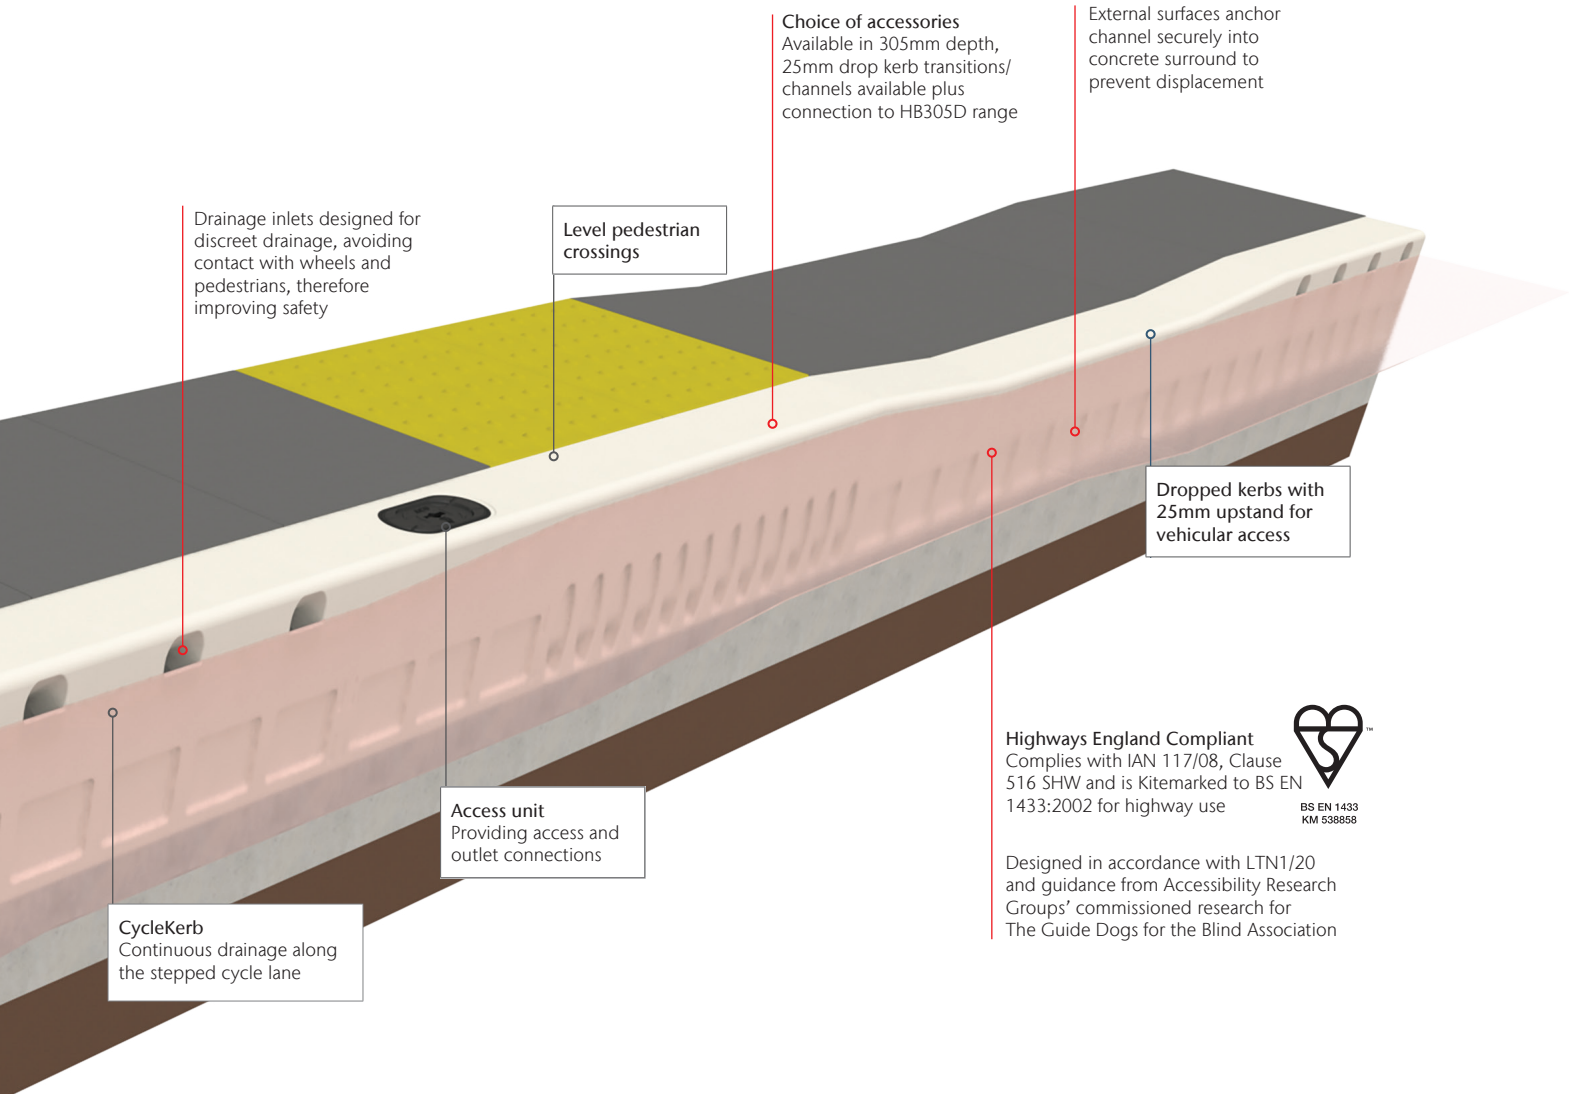 Choice of accessories
Available in 305mm depth,
25mm drop kerb transitions/
channels available plus
connection to HB305D range
External surfaces anchor
channel securely into
concrete surround to
prevent displacement
Drainage inlets designed for
discreet drainage, avoiding
contact with wheels and
pedestrians, therefore
improving safety
Level pedestrian
crossings
Dropped kerbs with
25mm upstand for
vehicular access
Access unit
Providing access and
outlet connections
CycleKerb
Continuous drainage along
the stepped cycle lane
Highways England Compliant
Complies with IAN 117/08, Clause
516 SHW and is Kitemarked to BS EN
1433:2002 for highway use
™
BS EN 1433
KM 538858
Designed in accordance with LTN1/20
and guidance from Accessibility Research
Groups' commissioned research for
The Guide Dogs for the Blind Association